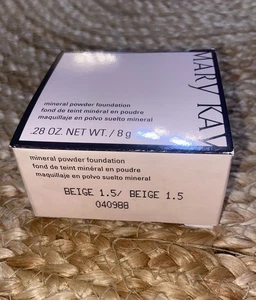 mineral powder foundation
fond de teint minéral en poudre
maquillaje en polvo suelto mineral
.28 OZ. NET WT. / 8 g
MARY KAY
mineral powder foundation
fond de teint minéral en poudre
maquillaje en polvo suelto mineral
BEIGE 1.5/ BEIGE 1.5
040988